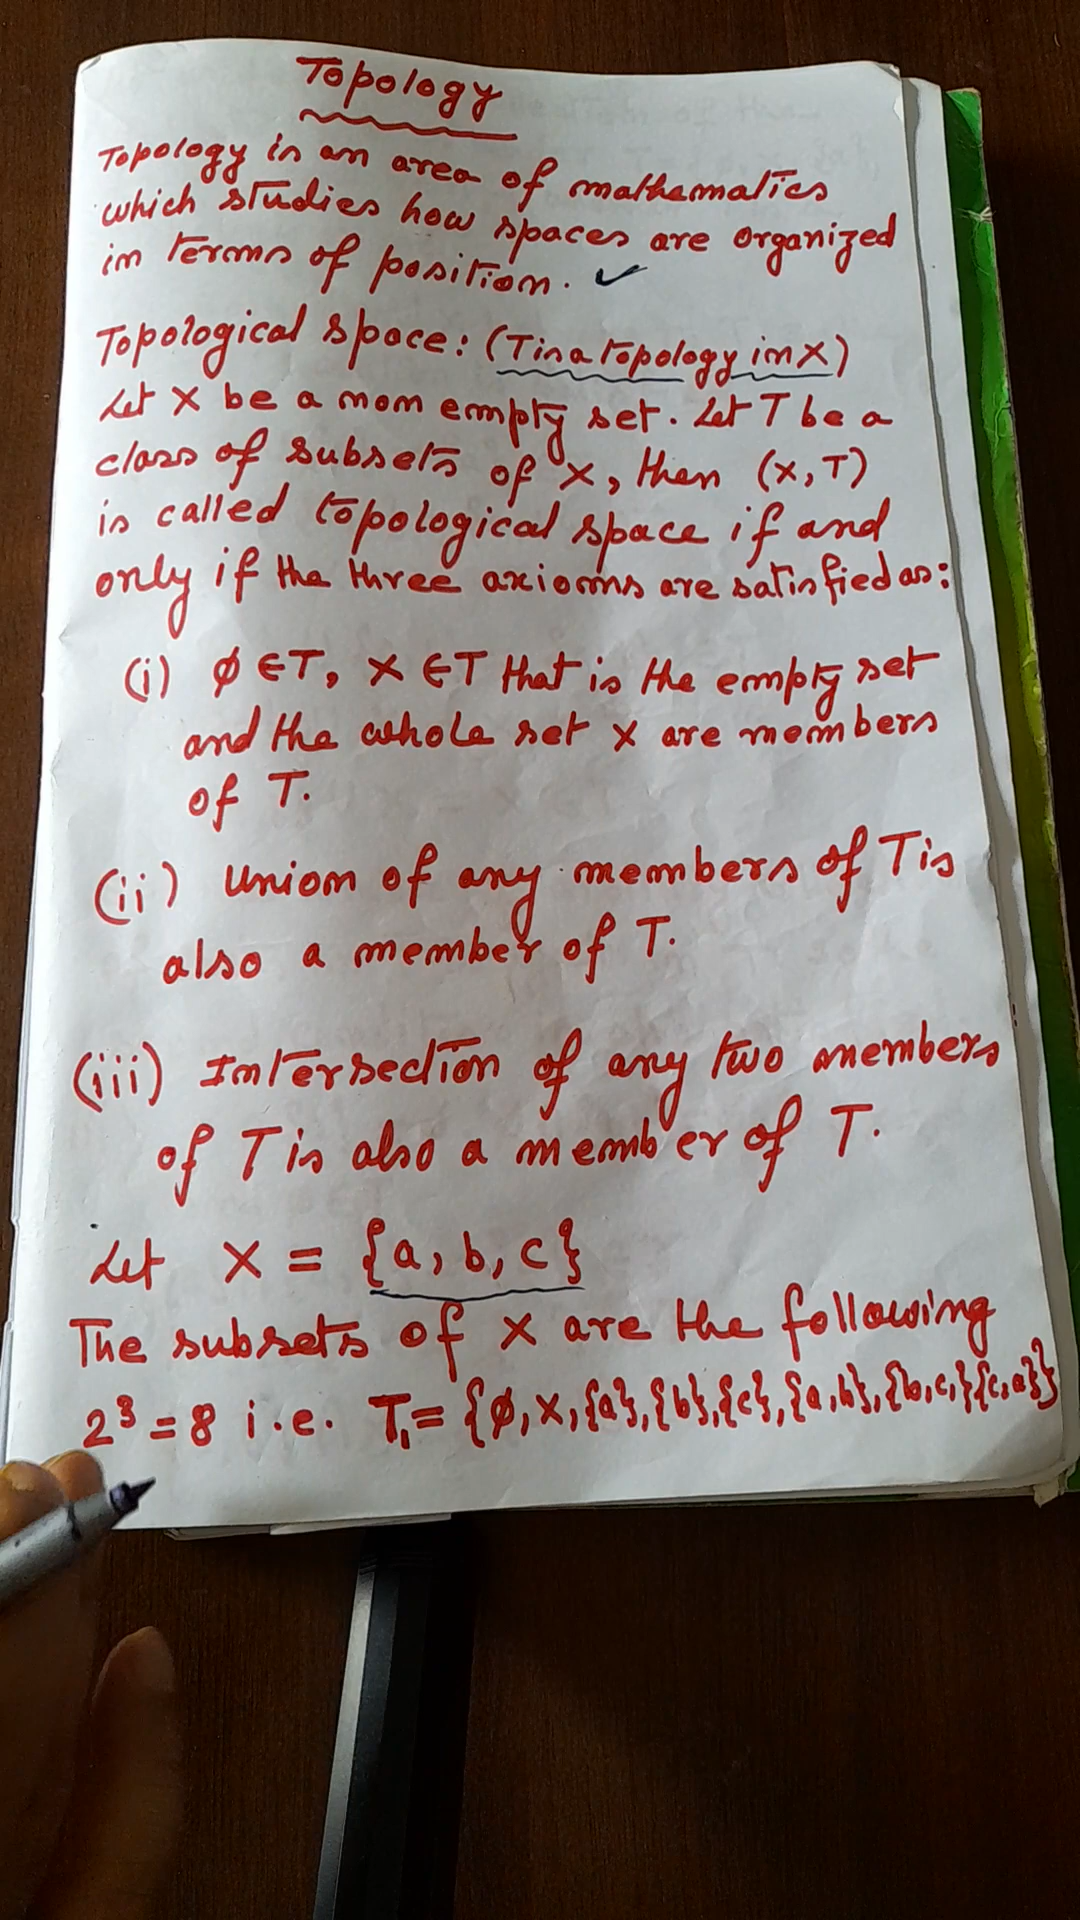 Topology
Topology is an area of mathematics
which studies how spaces are organized
in terms of position. ✓
Topological space: (T is a topology in X)
Let X be a non empty set. Let T be a
class of subsets of X, then (X, T)
is called topological space if and
only if the three axioms are satisfied as:
(i) ϕ ∈ T, X ∈ T that is the empty set
and the whole set X are members
of T.
(ii) Union of any members of T is
also a member of T.
(iii) Intersection of any two members
of T is also a member of T.
Let X = {a, b, c}
The subsets of X are the following
2³ = 8 i.e. T₁ = {ϕ, X, {a}, {b}, {c}, {a, b}, {b, c, } {c, a}}